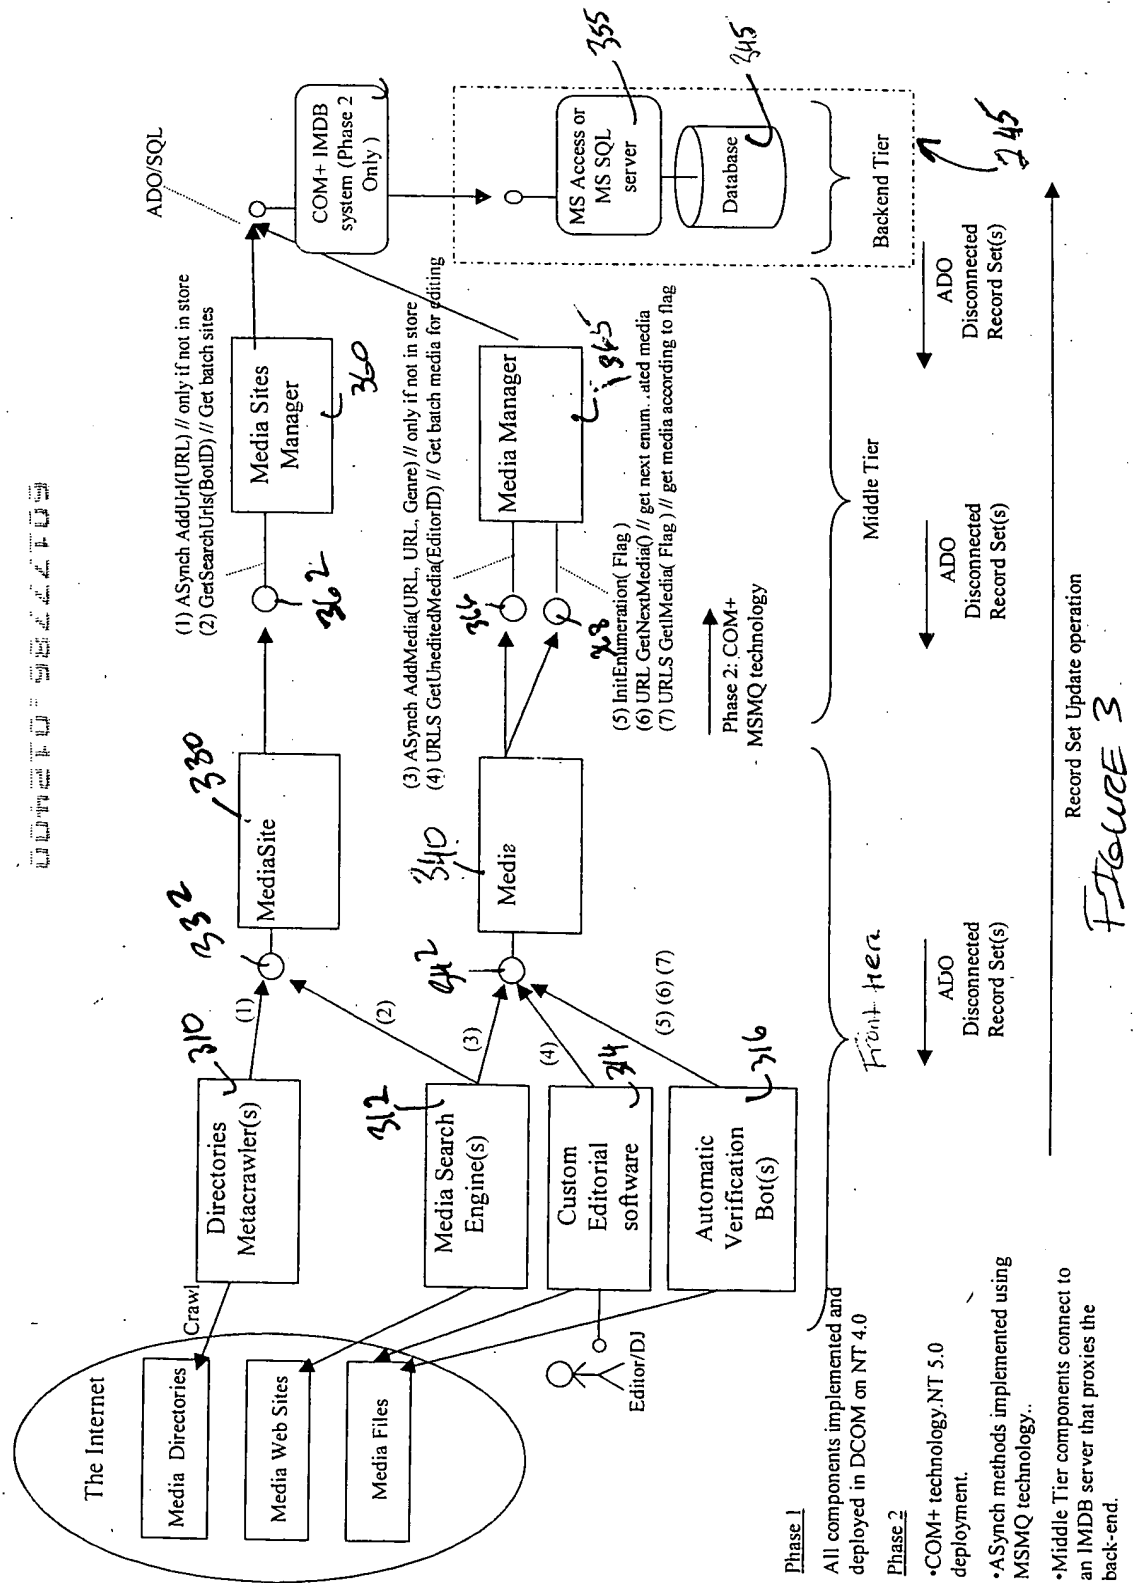 The Internet
Media Directories
Media Web Sites
Media Files
Crawl
Editor/DJ
Directories
Metacrawler(s)
310
Media Search
Engine(s)
312
Custom
Editorial
software
314
Automatic
Verification
Bot(s)
316
(1)
(2)
(3)
(4)
(5) (6) (7)
332
MediaSite
330
342
340
(1) ASynch AddUrl(URL) // only if not in store
(2) GetSearchUrls(BotID) // Get batch sites
362
Media Sites
Manager
360
(3) ASynch AddMedia(URL, URL, Genre) // only if not in store
(4) URLS GetUneditedMedia(EditorID) // Get batch media for editing
Media Manager
365
(5) InitEnumeration( Flag )
(6) URL GetNextMedia() // get next media
(7) URLS GetlMedia( Flag ) // get media according to flag
Phase 2: COM+
MSMQ technology
ADO/SQL
COM+ IMDB
system (Phase 2
Only )
MS Access or
MS SQL
server
355
Database
345
Backend Tier
245
Middle Tier
Front tier
ADO
Disconnected
Record Set(s)
ADO
Disconnected
Record Set(s)
ADO
Disconnected
Record Set(s)
Record Set Update operation
FIGURE 3
Phase 1
All components implemented and
deployed in DCOM on NT 4.0
Phase 2
•COM+ technology.NT 5.0
deployment.
•ASynch methods implemented using
MSMQ technology..
•Middle Tier components connect to
an IMDB server that proxies the
back-end.